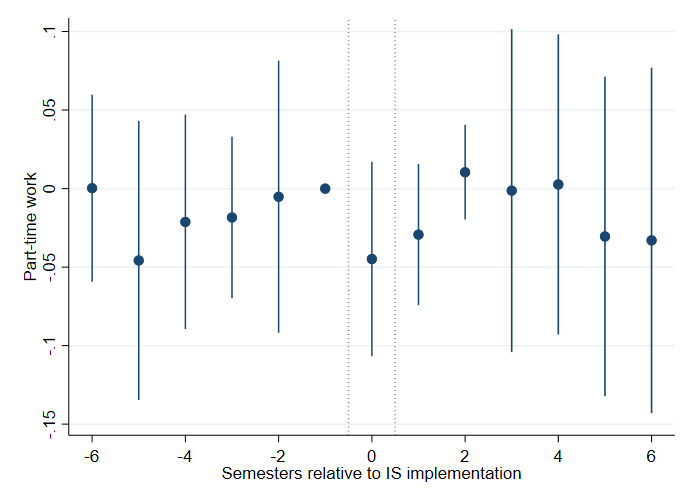 .1
.05
0
-.05
-.1
-.15
Part-time work
-6 -4 -2 0 2 4 6
Semesters relative to IS implementation